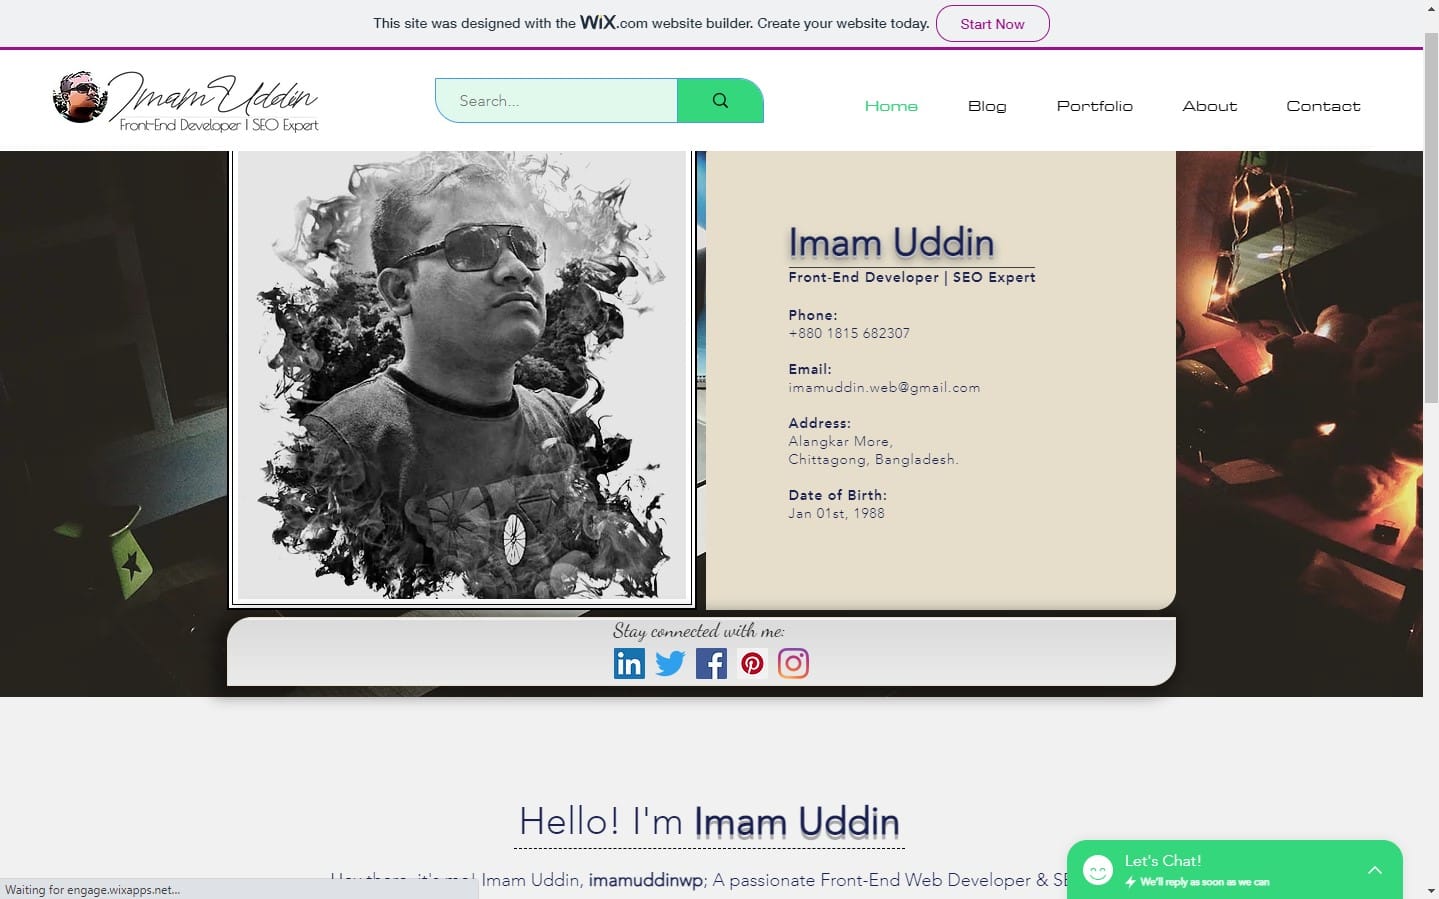 This site was designed with the WiX.com website builder. Create your website today. Start Now
Imam Uddin
Front-End Developer | SEO Expert
Search...
Home Blog Portfolio About Contact
Imam Uddin
Front-End Developer | SEO Expert
Phone:
+880 1815 682307
Email:
imamuddin.web@gmail.com
Address:
Alangkar More,
Chittagong, Bangladesh.
Date of Birth:
Jan 01st, 1988
Stay connected with me:
Hello! I'm Imam Uddin
Hey there, it's me! Imam Uddin, imamuddinwp; A passionate Front-End Web Developer &
Let's Chat!
We'll reply as soon as we can
Waiting for engage.wixapps.net...